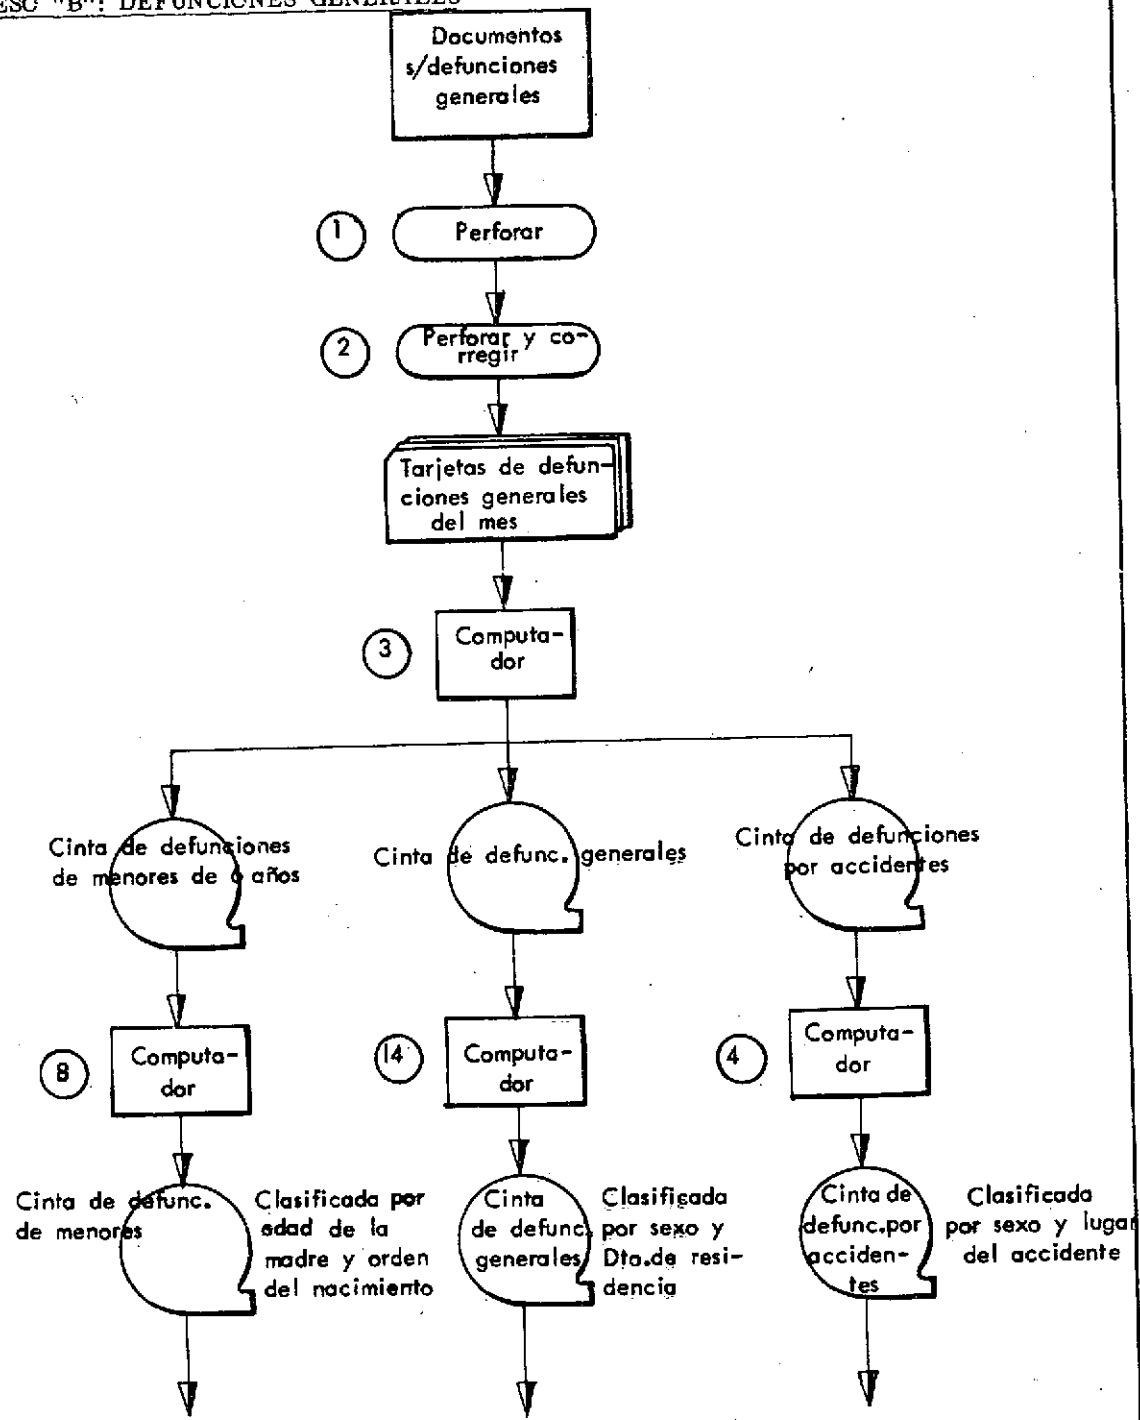 ESO "B": DEFUNCIONES GENERALES
Documentos
s/defunciones
generales
1
Perforar
2
Perforar y co-
rregir
Tarjetas de defun-
ciones generales
del mes
3
Computa-
dor
Cinta de defunciones
de menores de 6 años
Cinta de defunc. generales
Cinta de defunciones
por accidentes
8
Computa-
dor
14
Computa-
dor
4
Computa-
dor
Cinta de defunc.
de menores
Clasificada por
edad de la
madre y orden
del nacimiento
Cinta
de defunc.
generales
Clasificada
por sexo y
Dto.de resi-
dencia
Cinta de
defunc.por
acciden-
tes
Clasificada
por sexo y lugar
del accidente